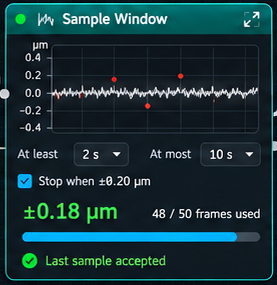 Sample Window
µm
0.4
0.2
0.0
-0.2
-0.4
At least 2 s At most 10 s
Stop when ±0.20 µm
±0.18 µm 48 / 50 frames used
Last sample accepted